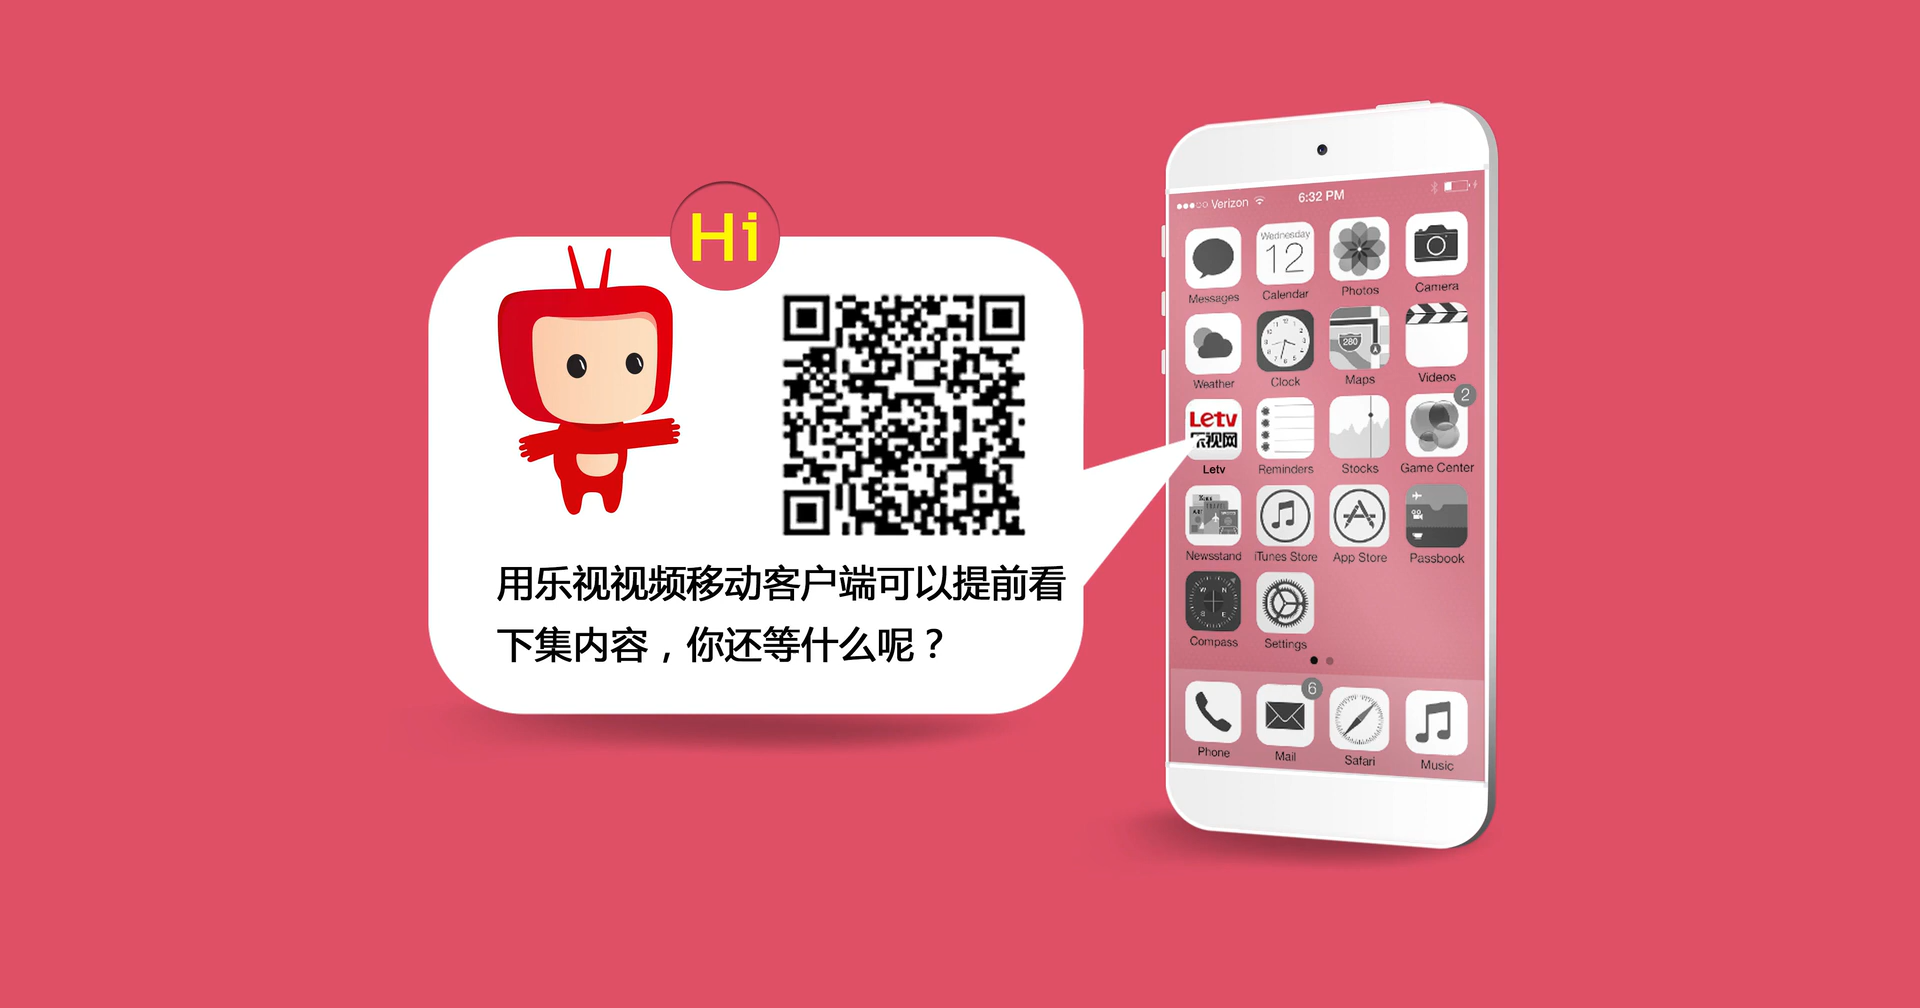 Hi
用乐视视频移动客户端可以提前看
下集内容，你还等什么呢？
Verizon 6:32 PM
Wednesday
12
Messages Calendar Photos Camera
280
Weather Clock Maps Videos
2
Letv
乐视网
Letv Reminders Stocks Game Center
Newsstand iTunes Store App Store Passbook
W N S E
Compass Settings
6
Phone Mail Safari Music